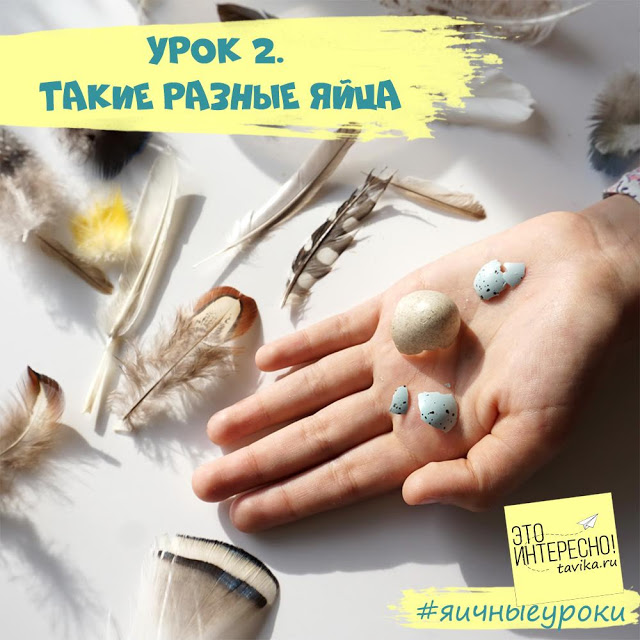 УРОК 2.
ТАКИЕ РАЗНЫЕ ЯЙЦА
ЭТО
ИНТЕРЕСНО!
tavika.ru
#яичныеуроки